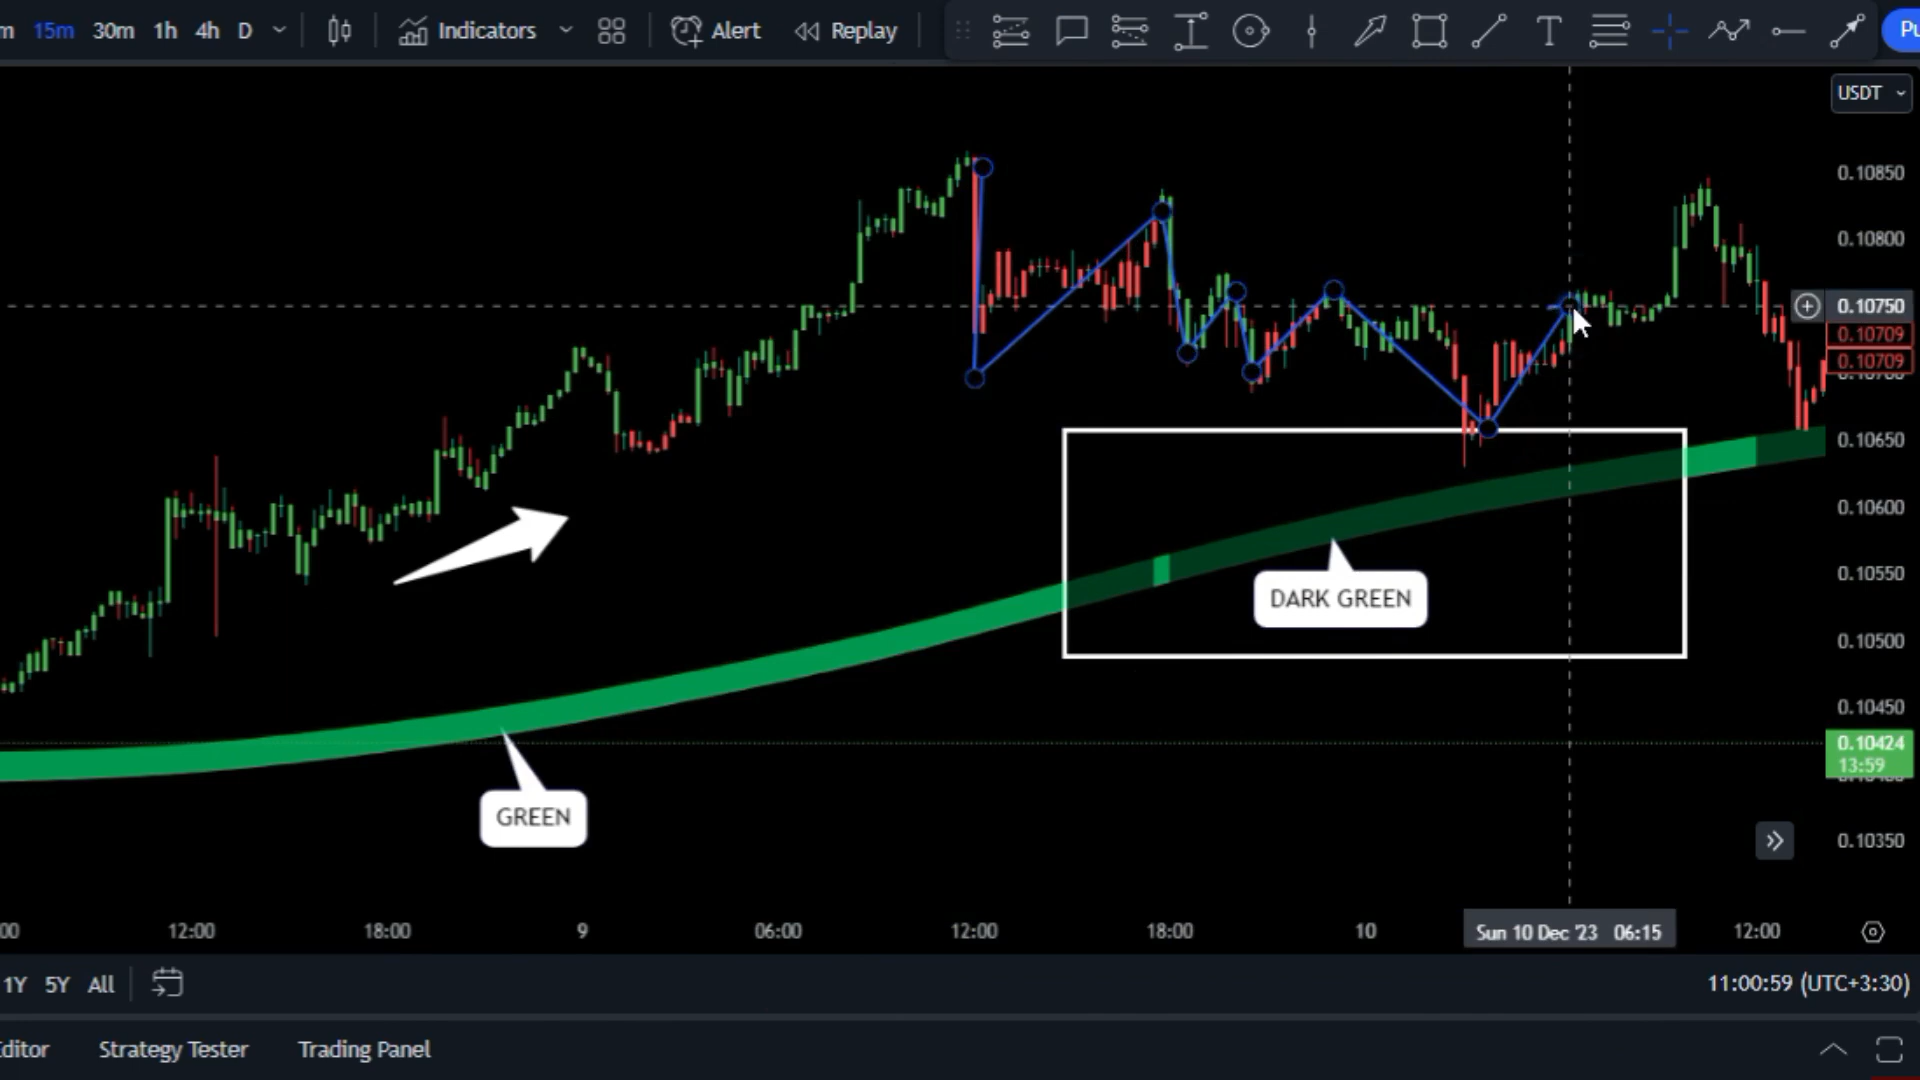 m 15m 30m 1h 4h D Indicators Alert Replay Pu
USDT
0.10850
0.10800
0.10750
0.10709
0.10709
0.10650
0.10600
0.10550
DARK GREEN
0.10500
0.10450
0.10424
13:59
GREEN
0.10350
00 12:00 18:00 9 06:00 12:00 18:00 10 Sun 10 Dec '23 06:15 12:00
1Y 5Y All 11:00:59 (UTC+3:30)
Editor Strategy Tester Trading Panel